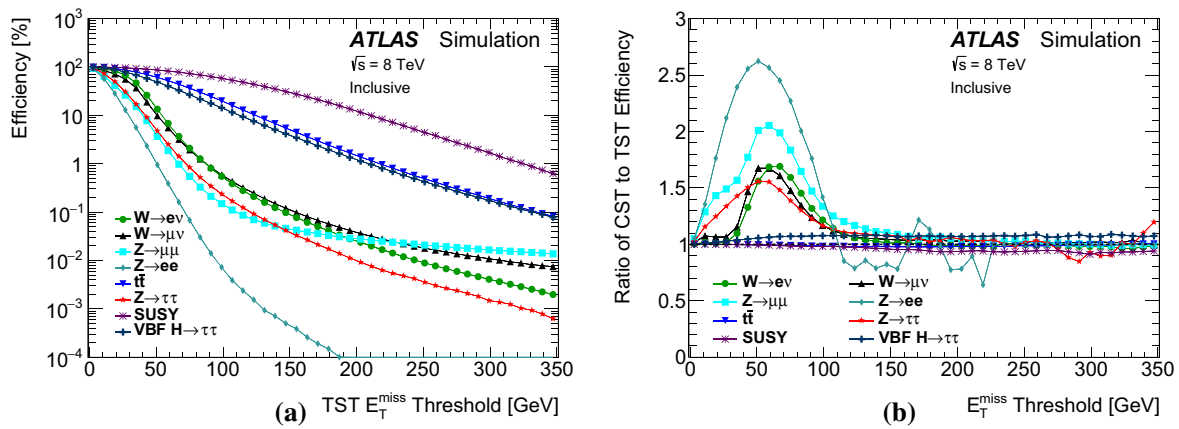 Efficiency [%]
10³
10²
10
1
10⁻¹
10⁻²
10⁻³
10⁻⁴
ATLAS Simulation
√s = 8 TeV
Inclusive
W→eν
W→μν
Z→μμ
Z→ee
tt̄
Z→ττ
SUSY
VBF H→ττ
0 50 100 150 200 250 300 350
TST E_T^miss Threshold [GeV]
(a)
Ratio of CST to TST Efficiency
3
2.5
2
1.5
1
0.5
0
ATLAS Simulation
√s = 8 TeV
Inclusive
W→eν W→μν
Z→μμ Z→ee
tt̄ Z→ττ
SUSY VBF H→ττ
0 50 100 150 200 250 300 350
E_T^miss Threshold [GeV]
(b)